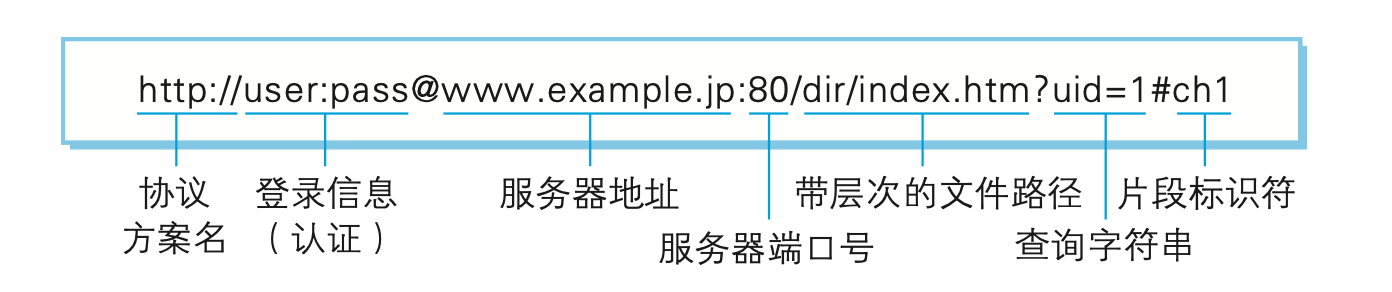 http://user:pass@www.example.jp:80/dir/index.htm?uid=1#ch1
协议
方案名
登录信息
（认证）
服务器地址
服务器端口号
带层次的文件路径
查询字符串
片段标识符